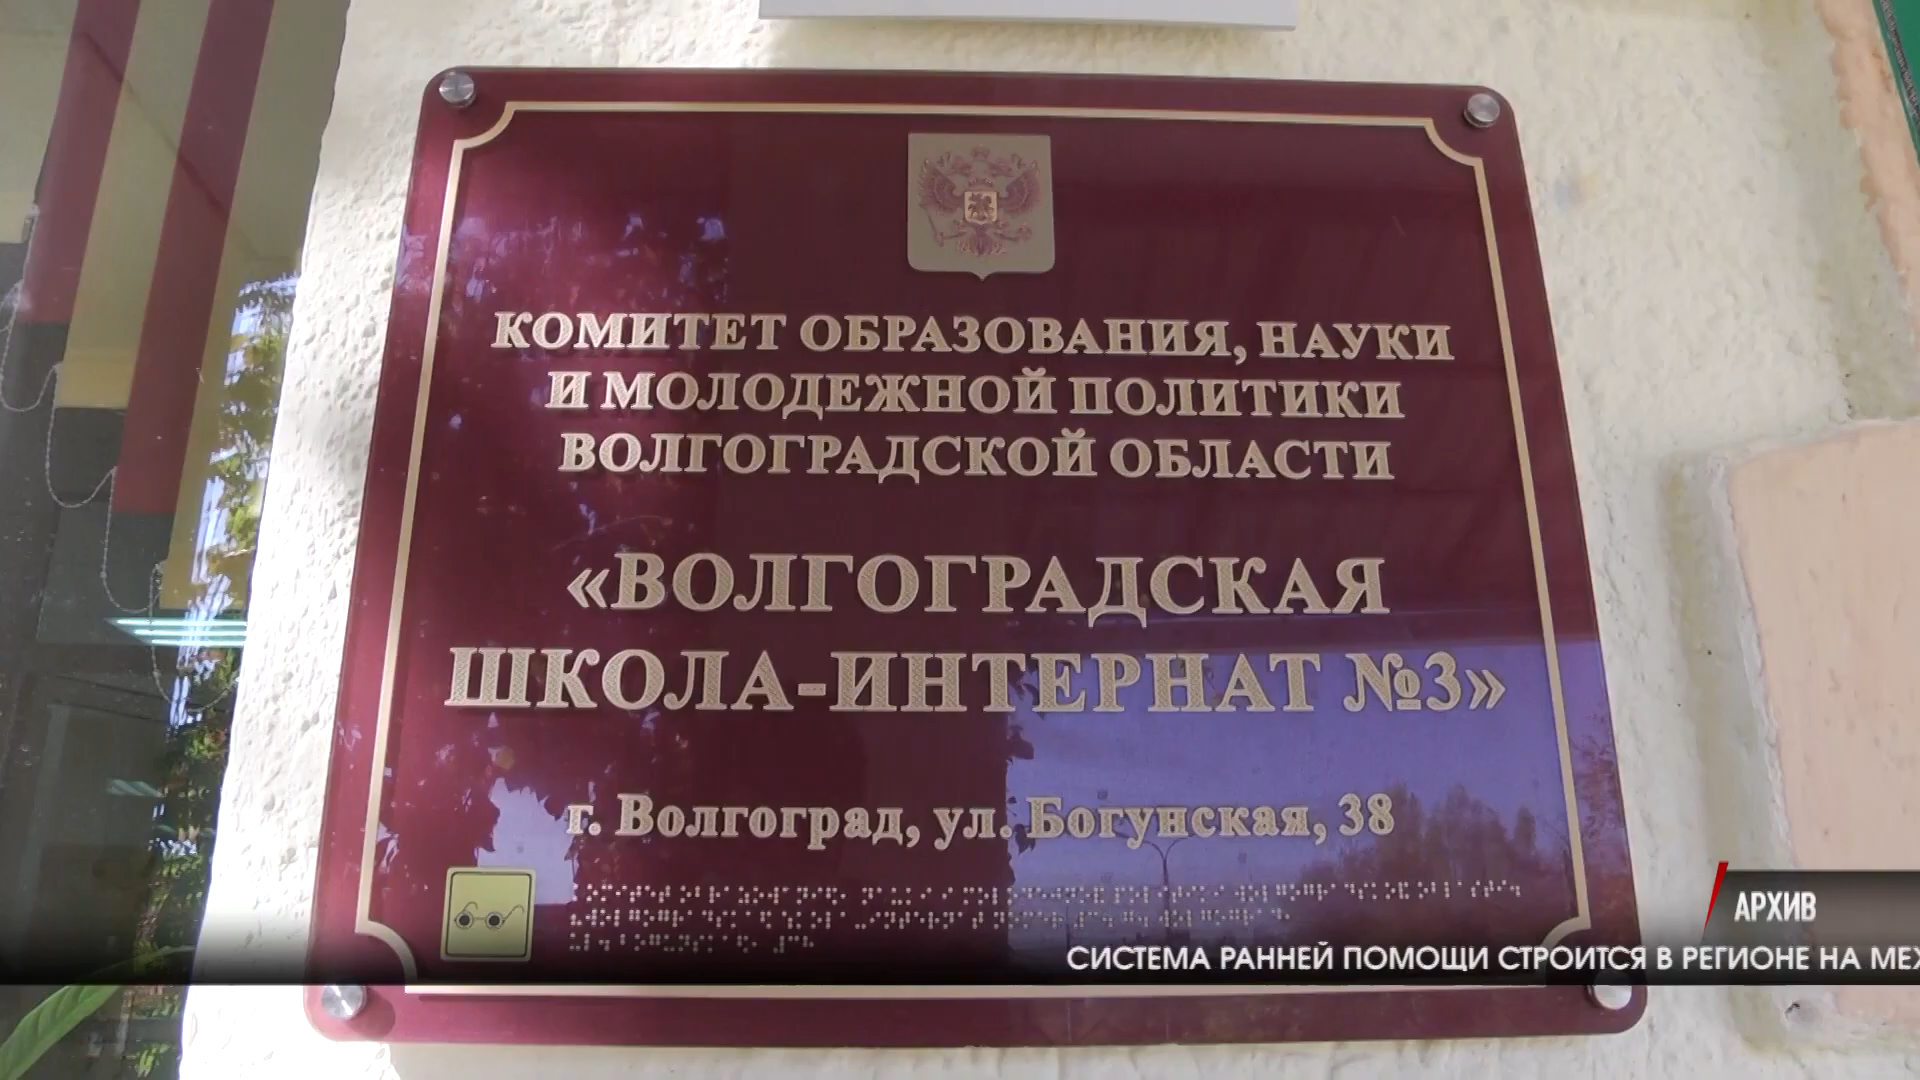 КОМИТЕТ ОБРАЗОВАНИЯ, НАУКИ
И МОЛОДЕЖНОЙ ПОЛИТИКИ
ВОЛГОГРАДСКОЙ ОБЛАСТИ
«ВОЛГОГРАДСКАЯ
ШКОЛА-ИНТЕРНАТ №3»
г. Волгоград, ул. Богунская, 38
АРХИВ
СИСТЕМА РАННЕЙ ПОМОЩИ СТРОИТСЯ В РЕГИОНЕ НА МЕЖ